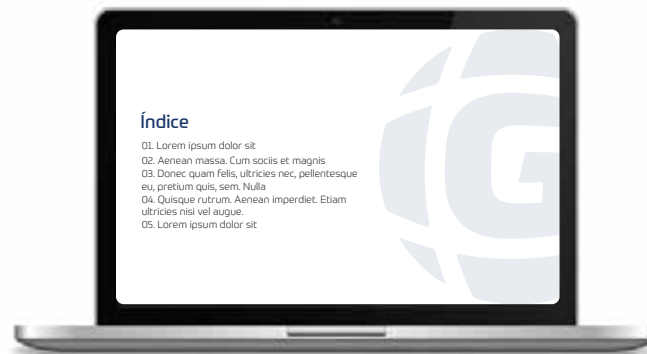 Índice
01. Lorem ipsum dolor sit
02. Aenean massa. Cum sociis et magnis
03. Donec quam felis, ultricies nec, pellentesque
eu, pretium quis, sem. Nulla
04. Quisque rutrum. Aenean imperdiet. Etiam
ultricies nisi vel augue.
05. Lorem ipsum dolor sit
G